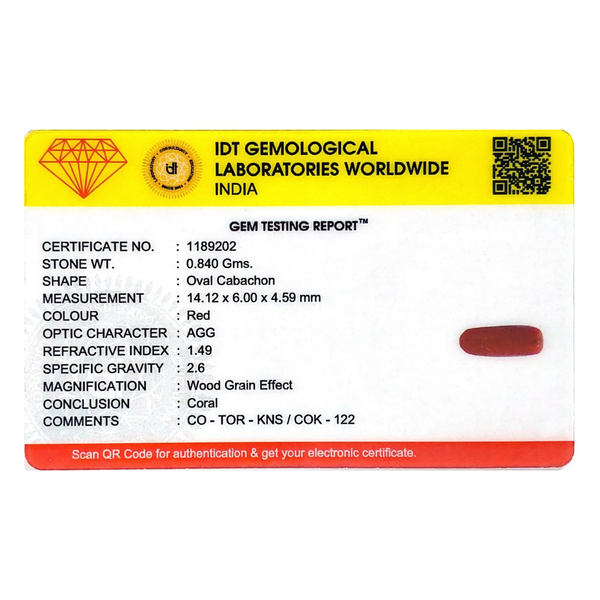 IDT GEMOLOGICAL
LABORATORIES WORLDWIDE
INDIA
idt
GEM TESTING REPORT™
CERTIFICATE NO. : 1189202
STONE WT. : 0.840 Gms.
SHAPE : Oval Cabachon
MEASUREMENT : 14.12 x 6.00 x 4.59 mm
COLOUR : Red
OPTIC CHARACTER : AGG
REFRACTIVE INDEX : 1.49
SPECIFIC GRAVITY : 2.6
MAGNIFICATION : Wood Grain Effect
CONCLUSION : Coral
COMMENTS : CO - TOR - KNS / COK - 122
Scan QR Code for authentication & get your electronic certificate.